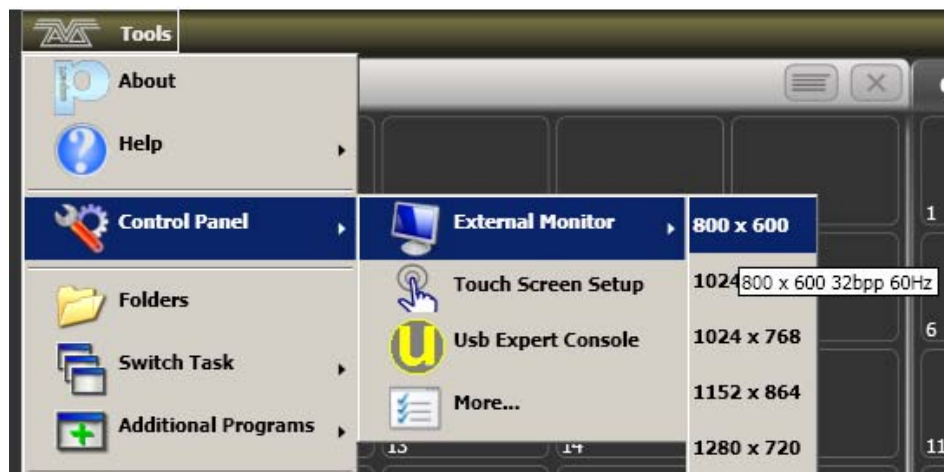 Tools
About
Help
Control Panel
Folders
Switch Task
Additional Programs
External Monitor
Touch Screen Setup
Usb Expert Console
More...
800 x 600
1024
800 x 600 32bpp 60Hz
1024 x 768
1152 x 864
1280 x 720
1
6
11
13
14